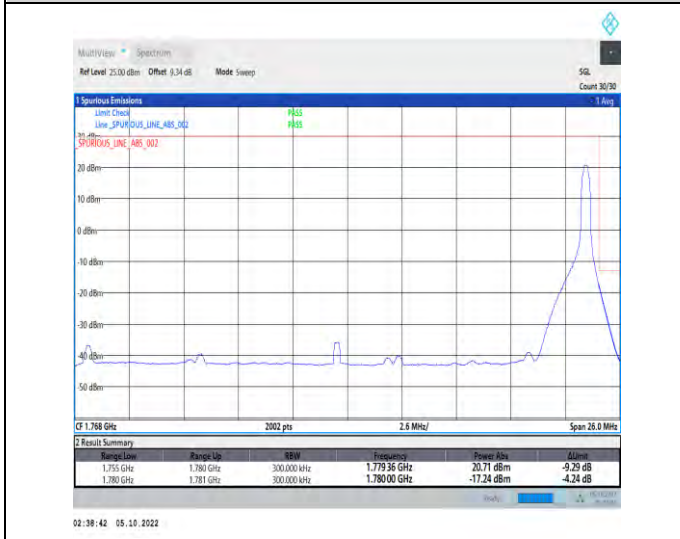 MultiView Spectrum
Ref Level 25.00 dBm Offset 9.34 dB Mode Sweep SGL
Count 30/30
1 Spurious Emissions 1 Avg
Limit Check PASS
Line _SPURIOUS_LINE_ABS_002 PASS
30 dBm
SPURIOUS_LINE_ABS_002
20 dBm
10 dBm
0 dBm
-10 dBm
-20 dBm
-30 dBm
-40 dBm
-50 dBm
CF 1.768 GHz 2002 pts 2.6 MHz/ Span 26.0 MHz
2 Result Summary
Range Low Range Up RBW Frequency Power Abs ΔLimit
1.755 GHz 1.780 GHz 300.000 kHz 1.779 36 GHz 20.71 dBm -9.29 dB
1.780 GHz 1.781 GHz 300.000 kHz 1.780 00 GHz -17.24 dBm -4.24 dB
Ready
02:38:42 05.10.2022